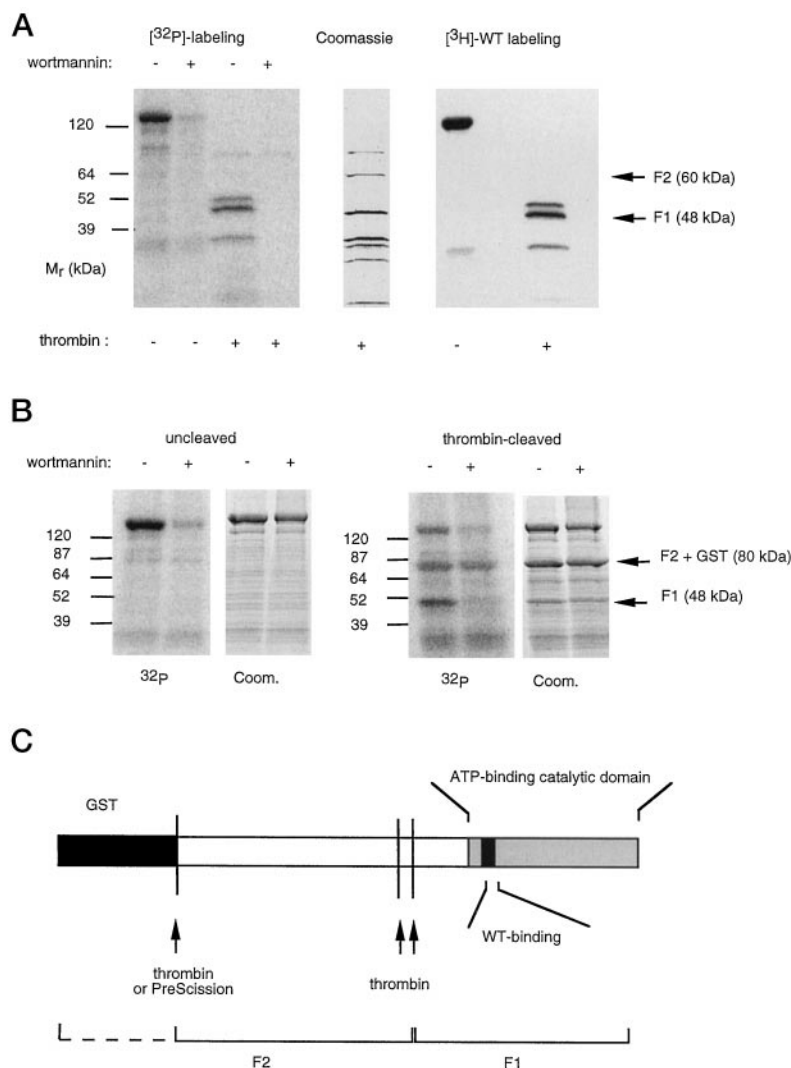 A
[32P]-labeling
Coomassie
[3H]-WT labeling
wortmannin:
- + - +
120
64
52
39
Mr (kDa)
F2 (60 kDa)
F1 (48 kDa)
thrombin :
- - + + + - +
B
uncleaved
thrombin-cleaved
wortmannin:
- + - + - + - +
120
87
64
52
39
120
87
64
52
39
F2 + GST (80 kDa)
F1 (48 kDa)
32P
Coom.
32P
Coom.
C
ATP-binding catalytic domain
GST
WT-binding
thrombin
or PreScission
thrombin
F2
F1